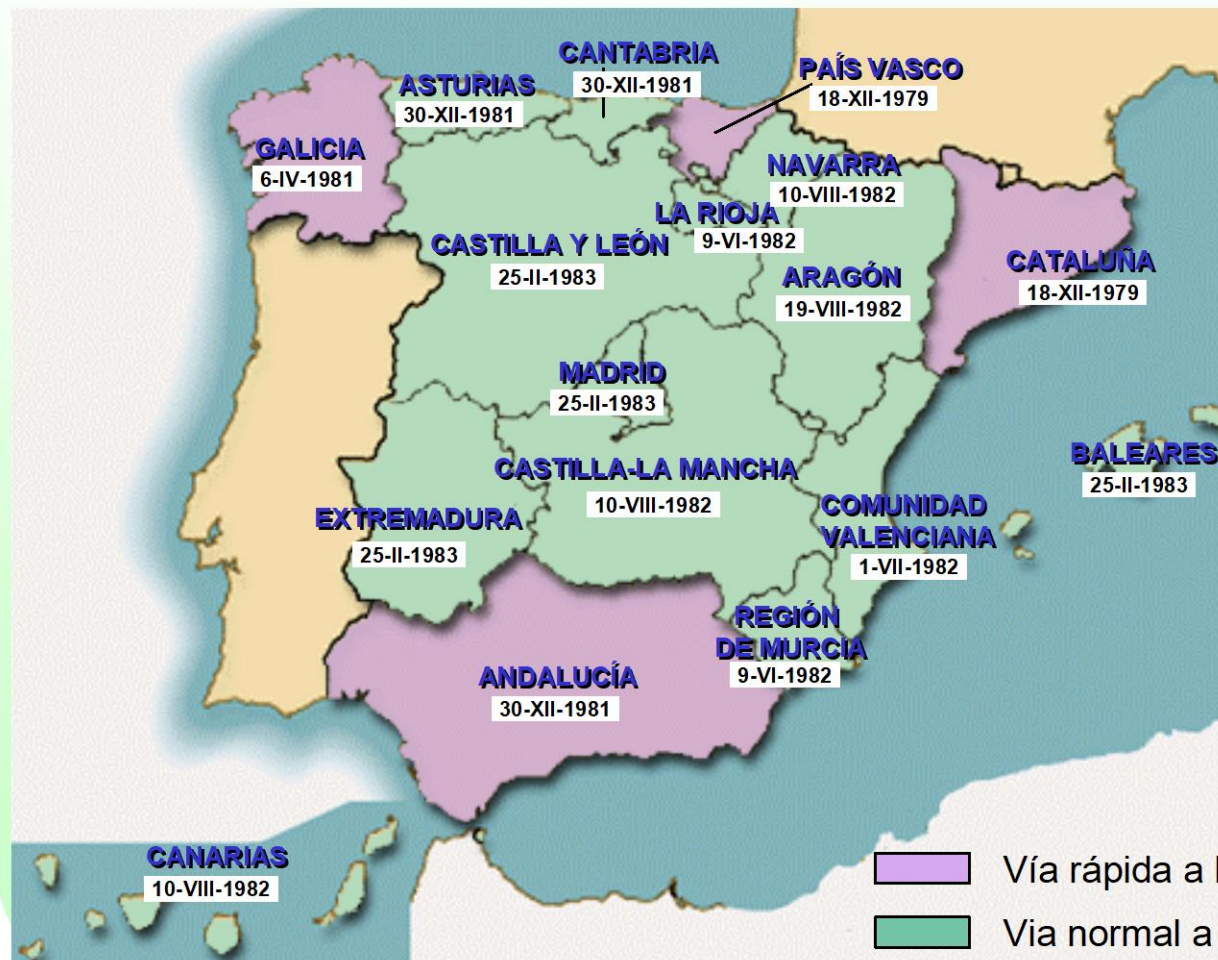 CANTABRIA
30-XII-1981
PAÍS VASCO
18-XII-1979
ASTURIAS
30-XII-1981
GALICIA
6-IV-1981
NAVARRA
10-VIII-1982
LA RIOJA
9-VI-1982
CASTILLA Y LEÓN
25-II-1983
ARAGÓN
19-VIII-1982
CATALUÑA
18-XII-1979
MADRID
25-II-1983
CASTILLA-LA MANCHA
10-VIII-1982
BALEARES
25-II-1983
EXTREMADURA
25-II-1983
COMUNIDAD
VALENCIANA
1-VII-1982
REGIÓN
DE MURCIA
9-VI-1982
ANDALUCÍA
30-XII-1981
CANARIAS
10-VIII-1982
Vía rápida a
Via normal a